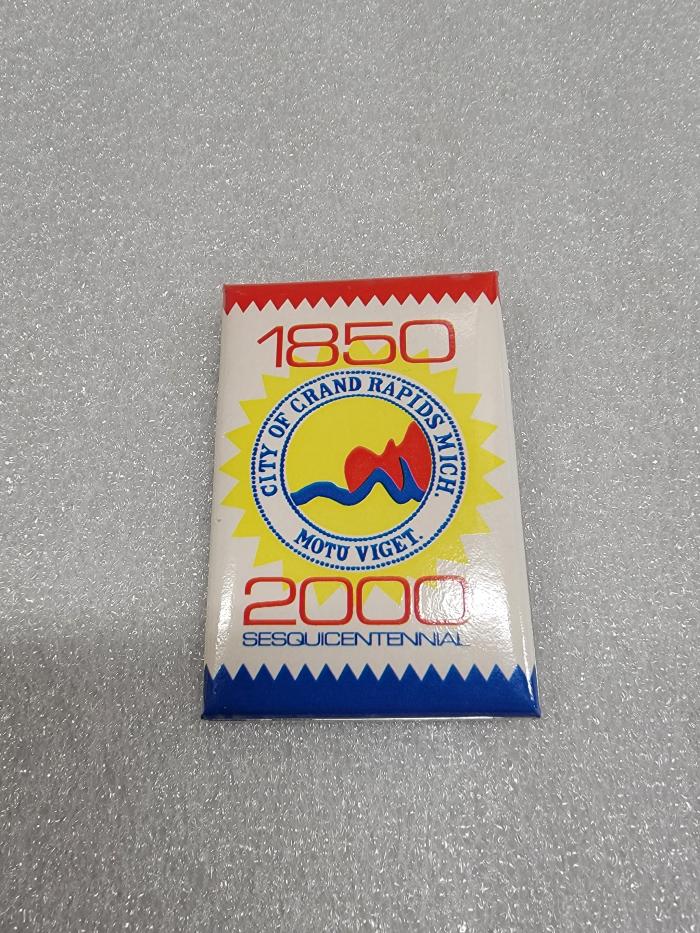 1850
CITY OF GRAND RAPIDS MICH.
MOTU VIGET.
2000
SESQUICENTENNIAL